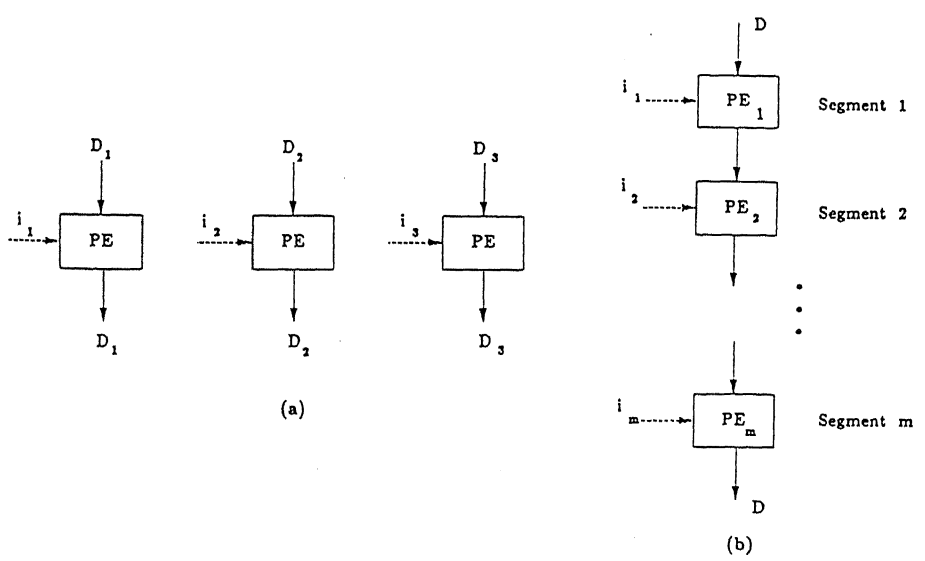 D₁ D₂ D₃
i₁ PE i₂ PE i₃ PE
D₁ D₂ D₃
(a)
D
i₁ PE₁ Segment 1
i₂ PE₂ Segment 2
iₘ PEₘ Segment m
D
(b)